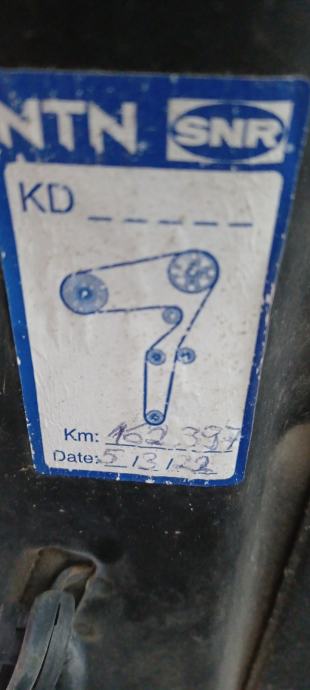 NTN SNR
KD _ _ _ _ _
Km: 162 397
Date: 5/3/22